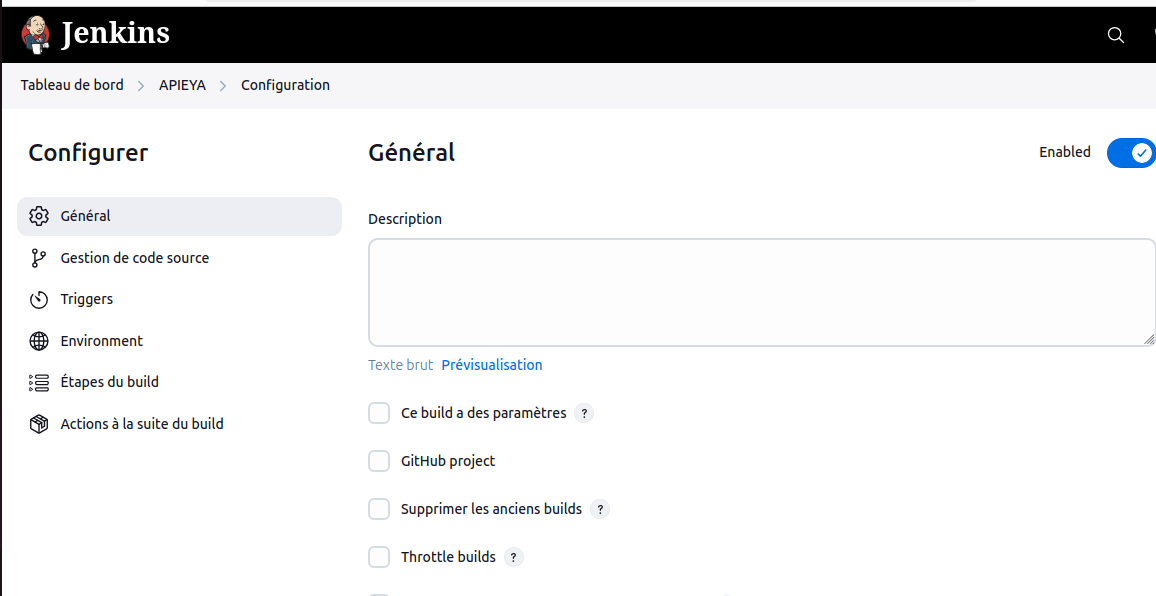 Jenkins
Tableau de bord > APIEYA > Configuration
Configurer
Général
Gestion de code source
Triggers
Environment
Étapes du build
Actions à la suite du build
Général
Enabled
Description
Texte brut Prévisualisation
Ce build a des paramètres ?
GitHub project
Supprimer les anciens builds ?
Throttle builds ?